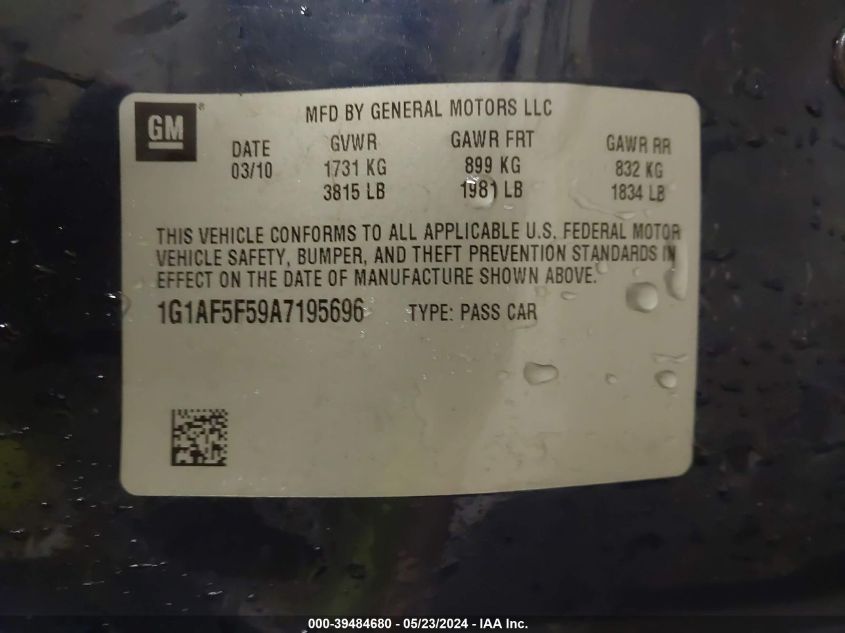 GM®
MFD BY GENERAL MOTORS LLC
DATE GVWR GAWR FRT GAWR RR
03/10 1731 KG 899 KG 832 KG
3815 LB 1981 LB 1834 LB
THIS VEHICLE CONFORMS TO ALL APPLICABLE U.S. FEDERAL MOTOR
VEHICLE SAFETY, BUMPER, AND THEFT PREVENTION STANDARDS IN
EFFECT ON THE DATE OF MANUFACTURE SHOWN ABOVE.
1G1AF5F59A7195696 TYPE: PASS CAR
000-39484680 - 05/23/2024 - IAA Inc.